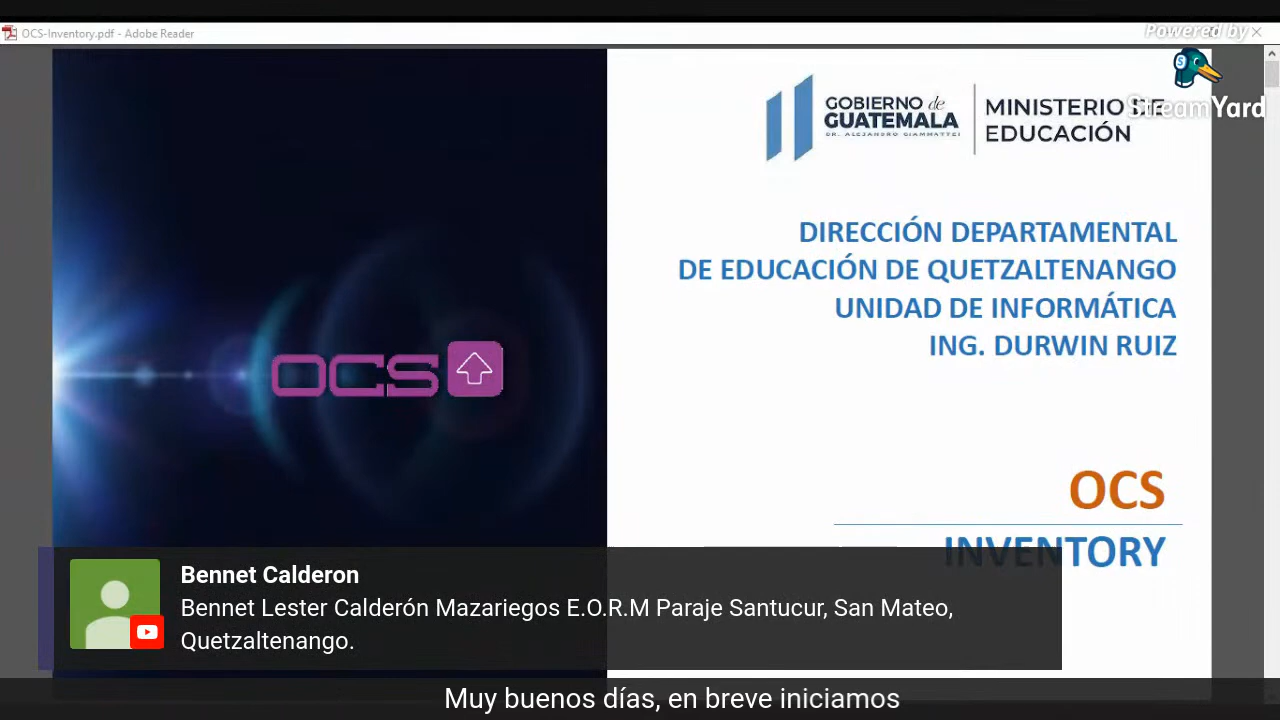 OCS-Inventory.pdf - Adobe Reader
Powered by
StreamYard
GOBIERNO de
GUATEMALA
DR. ALEJANDRO GIAMMATTEI
MINISTERIO DE
EDUCACIÓN
DIRECCIÓN DEPARTAMENTAL
DE EDUCACIÓN DE QUETZALTENANGO
UNIDAD DE INFORMÁTICA
ING. DURWIN RUIZ
OCS
OCS
INVENTORY
Bennet Calderon
Bennet Lester Calderón Mazariegos E.O.R.M Paraje Santucur, San Mateo,
Quetzaltenango.
Muy buenos días, en breve iniciamos